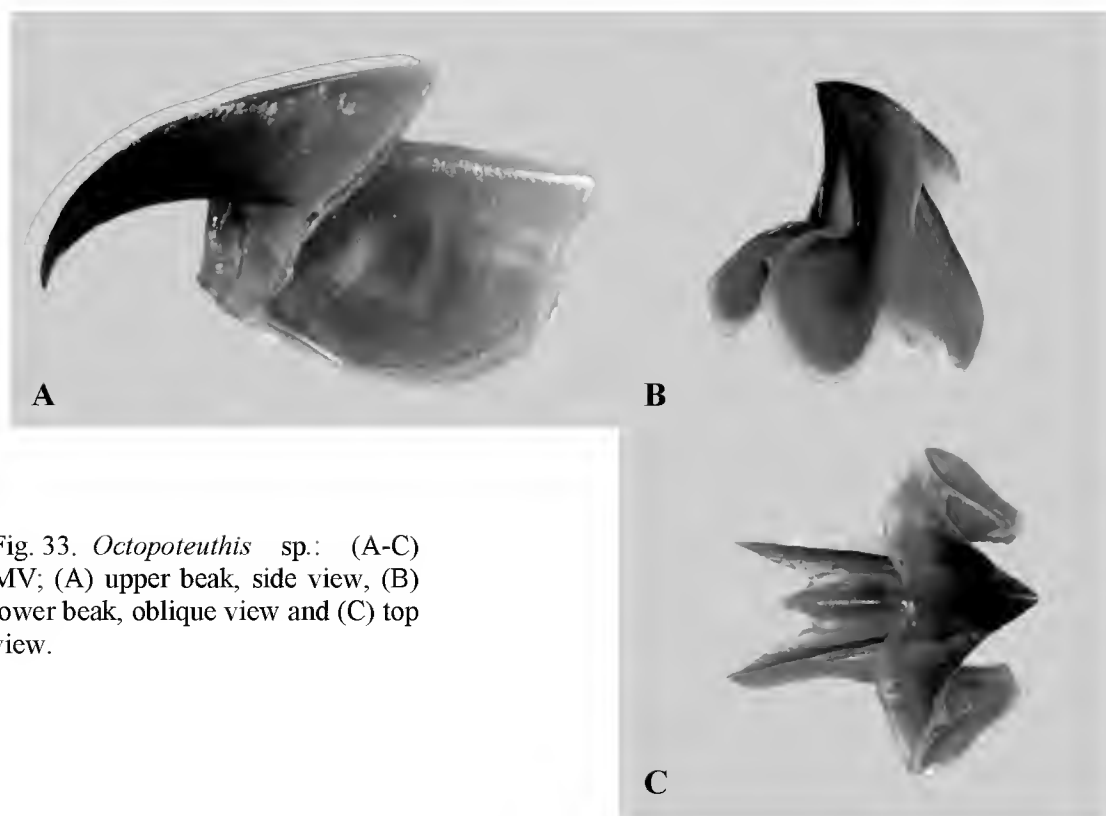 A
B
Fig. 33. Octopoteuthis sp.: (A-C)
MV; (A) upper beak, side view, (B)
lower beak, oblique view and (C) top
view.
C